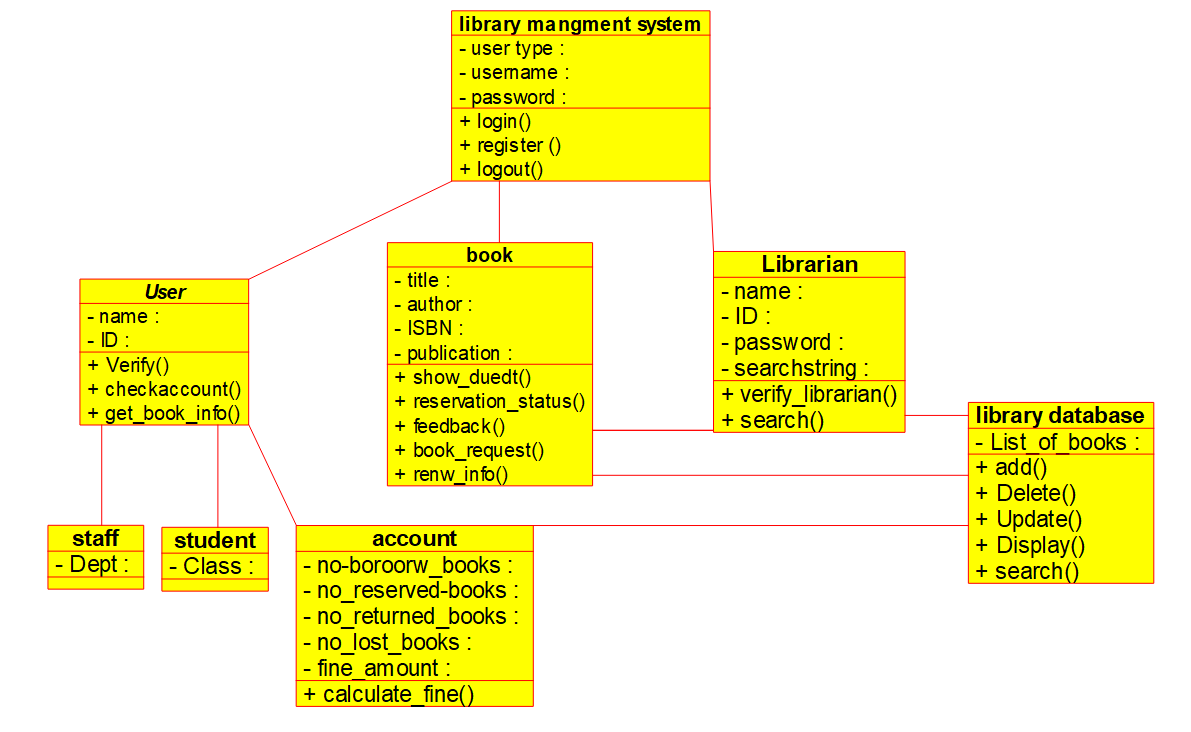 library mangment system
- user type :
- username :
- password :
+ login()
+ register ()
+ logout()
User
- name :
- ID :
+ Verify()
+ checkaccount()
+ get_book_info()
book
- title :
- author :
- ISBN :
- publication :
+ show_duedt()
+ reservation_status()
+ feedback()
+ book_request()
+ renw_info()
Librarian
- name :
- ID :
- password :
- searchstring :
+ verify_librarian()
+ search()
library database
- List_of_books :
+ add()
+ Delete()
+ Update()
+ Display()
+ search()
staff
- Dept :
student
- Class :
account
- no-boroorw_books :
- no_reserved-books :
- no_returned_books :
- no_lost_books :
- fine_amount :
+ calculate_fine()